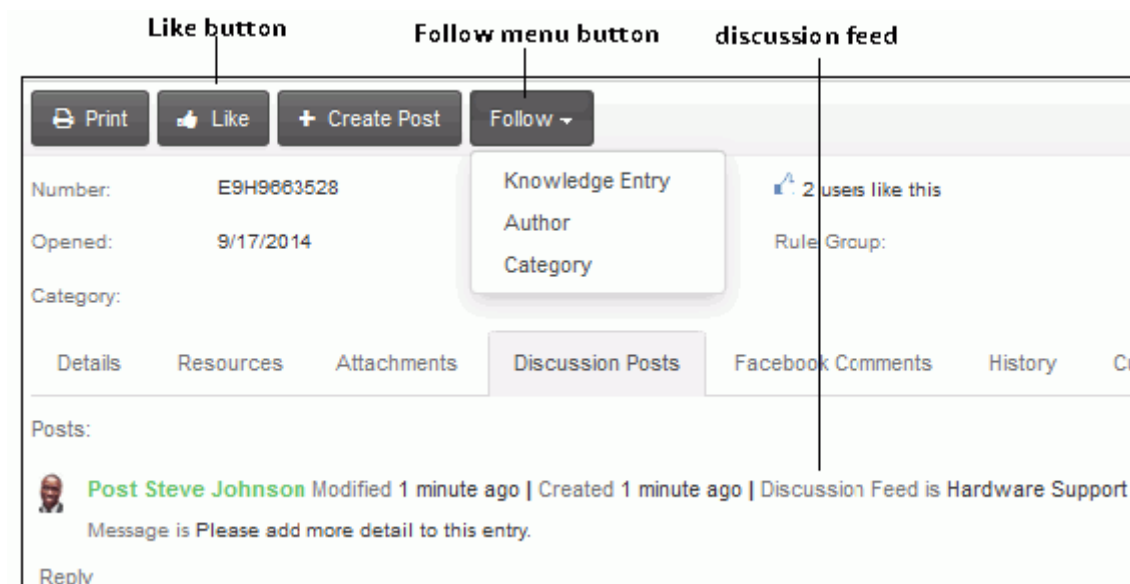 Like button Follow menu button discussion feed
Print Like + Create Post Follow
Number: E9H9663528 Knowledge Entry 2 users like this
Author
Opened: 9/17/2014 Rule Group:
Category
Category:
Details Resources Attachments Discussion Posts Facebook Comments History
Posts:
Post Steve Johnson Modified 1 minute ago | Created 1 minute ago | Discussion Feed is Hardware Support
Message is Please add more detail to this entry.
Reply